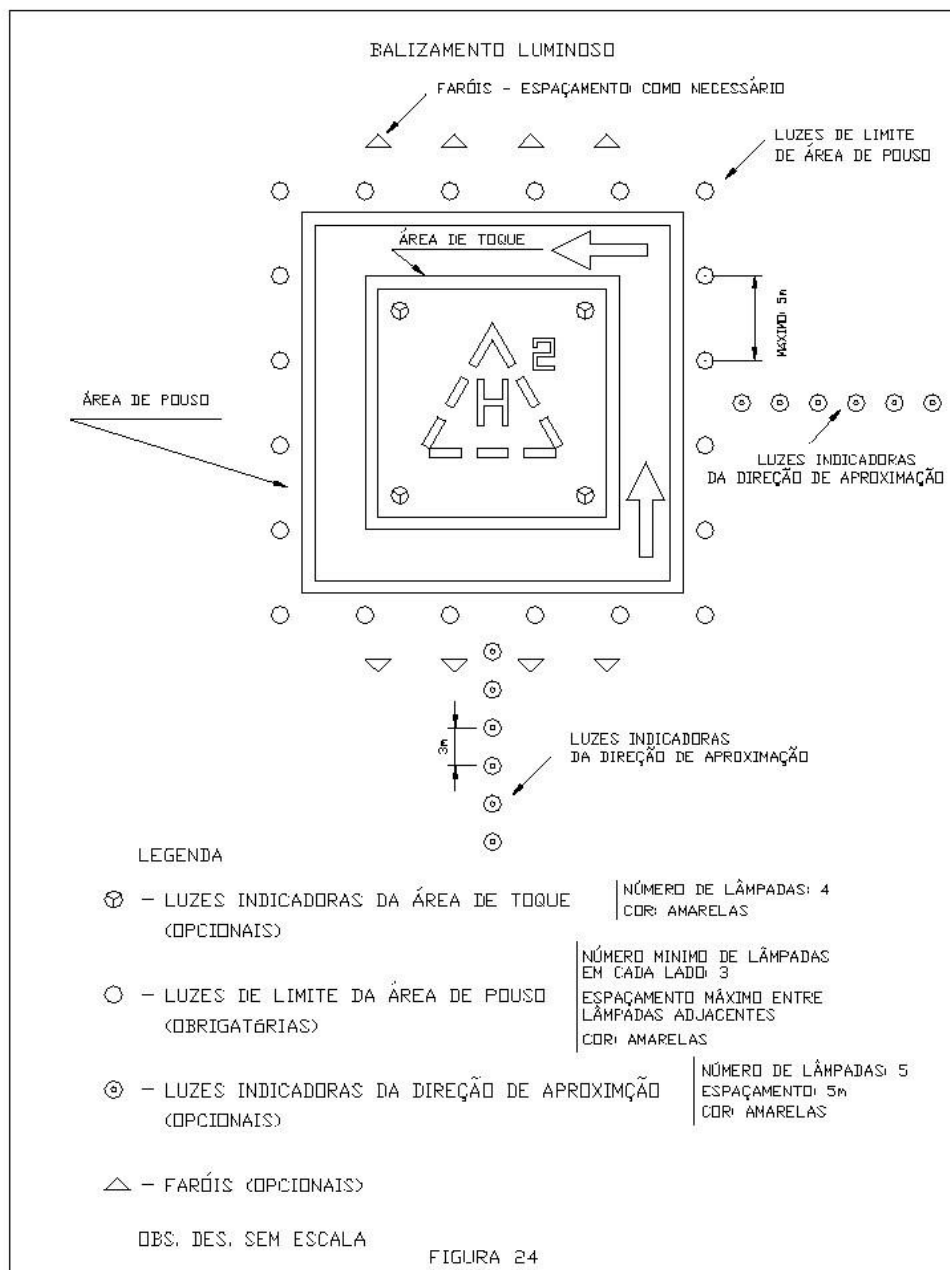 BALIZAMENTO LUMINOSO
FARÓIS - ESPAÇAMENTO: COMO NECESSÁRIO
LUZES DE LIMITE
DE ÁREA DE POUSO
ÁREA DE TOQUE
MÁXIMO: 5m
2
H
ÁREA DE POUSO
LUZES INDICADORAS
DA DIREÇÃO DE APROXIMAÇÃO
3m
LUZES INDICADORAS
DA DIREÇÃO DE APROXIMAÇÃO
LEGENDA
- LUZES INDICADORAS DA ÁREA DE TOQUE
(OPCIONAIS)
NÚMERO DE LÂMPADAS: 4
COR: AMARELAS
- LUZES DE LIMITE DA ÁREA DE POUSO
(OBRIGATóRIAS)
NÚMERO MINIMO DE LÂMPADAS
EM CADA LADO: 3
ESPAÇAMENTO MÁXIMO ENTRE
LÂMPADAS ADJACENTES
COR: AMARELAS
- LUZES INDICADORAS DA DIREÇÃO DE APROXIMÇÃO
(OPCIONAIS)
NÚMERO DE LÂMPADAS: 5
ESPAÇAMENTO: 5m
COR: AMARELAS
- FARÓIS (OPCIONAIS)
OBS. DES. SEM ESCALA
FIGURA 24